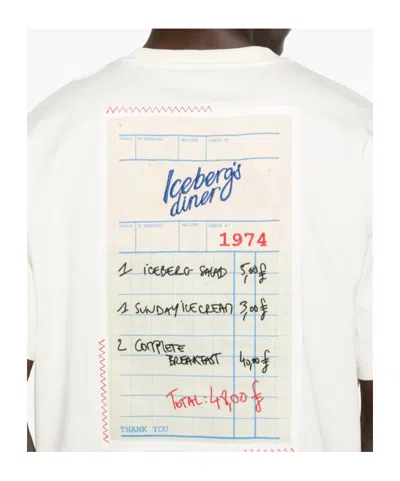 Iceberg's
diner
1974
1 ICEBERG SALAD 5,00£
1 SUNDAY ICECREAM 3,00£
2 COMPLETE
BREAKFAST 40,00£
TOTAL: 48,00£
THANK YOU